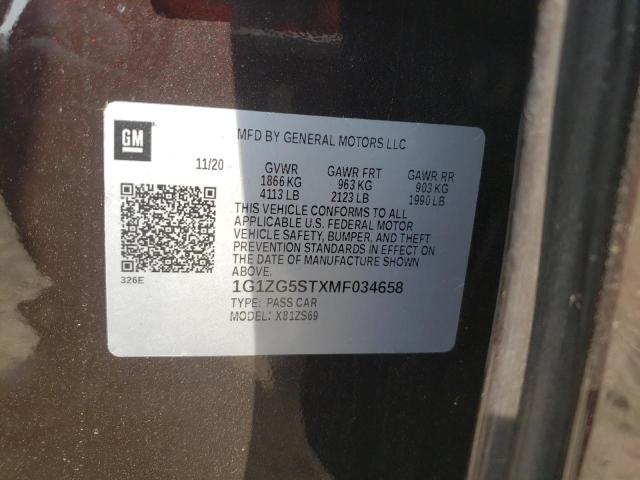 GM
MFD BY GENERAL MOTORS LLC
11/20 GVWR GAWR FRT GAWR RR
1866 KG 963 KG 903 KG
4113 LB 2123 LB 1990 LB
THIS VEHICLE CONFORMS TO ALL
APPLICABLE U.S. FEDERAL MOTOR
VEHICLE SAFETY, BUMPER, AND THEFT
PREVENTION STANDARDS IN EFFECT ON
THE DATE OF MANUFACTURE SHOWN
ABOVE.
326E
1G1ZG5STXMF034658
TYPE: PASS CAR
MODEL: X81ZS69